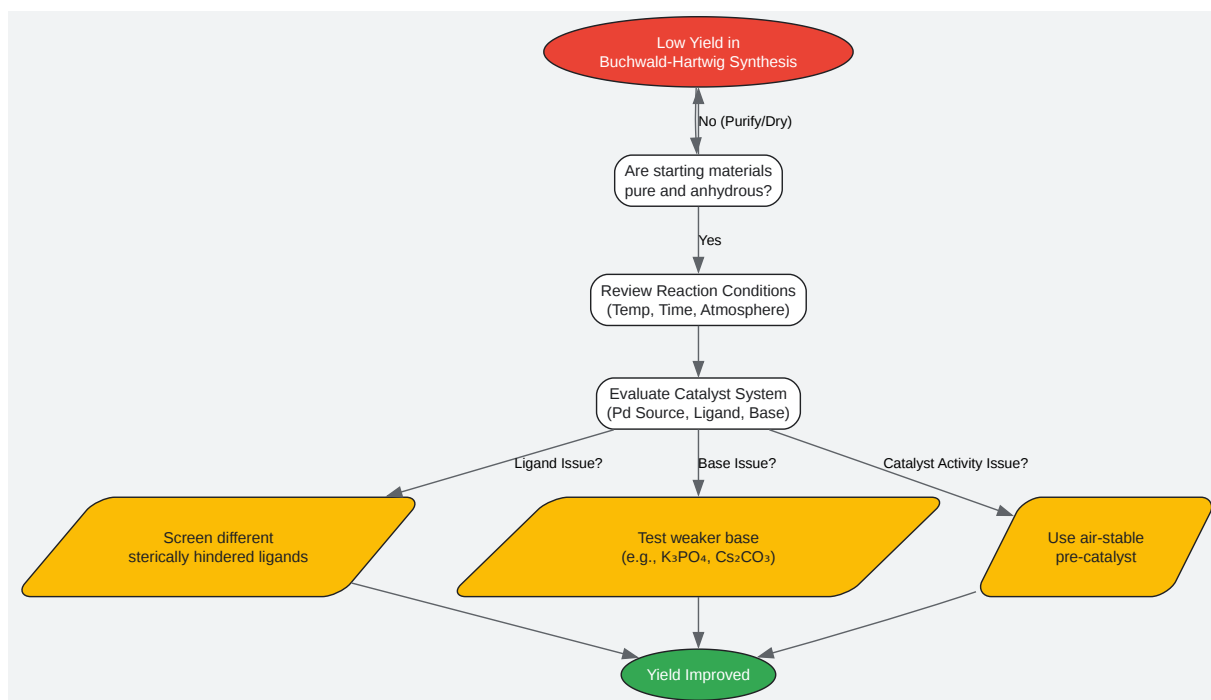 Low Yield in
Buchwald-Hartwig Synthesis
No (Purify/Dry)
Are starting materials
pure and anhydrous?
Yes
Review Reaction Conditions
(Temp, Time, Atmosphere)
Evaluate Catalyst System
(Pd Source, Ligand, Base)
Ligand Issue?
Base Issue?
Catalyst Activity Issue?
Screen different
sterically hindered ligands
Test weaker base
(e.g., K₃PO₄, Cs₂CO₃)
Use air-stable
pre-catalyst
Yield Improved